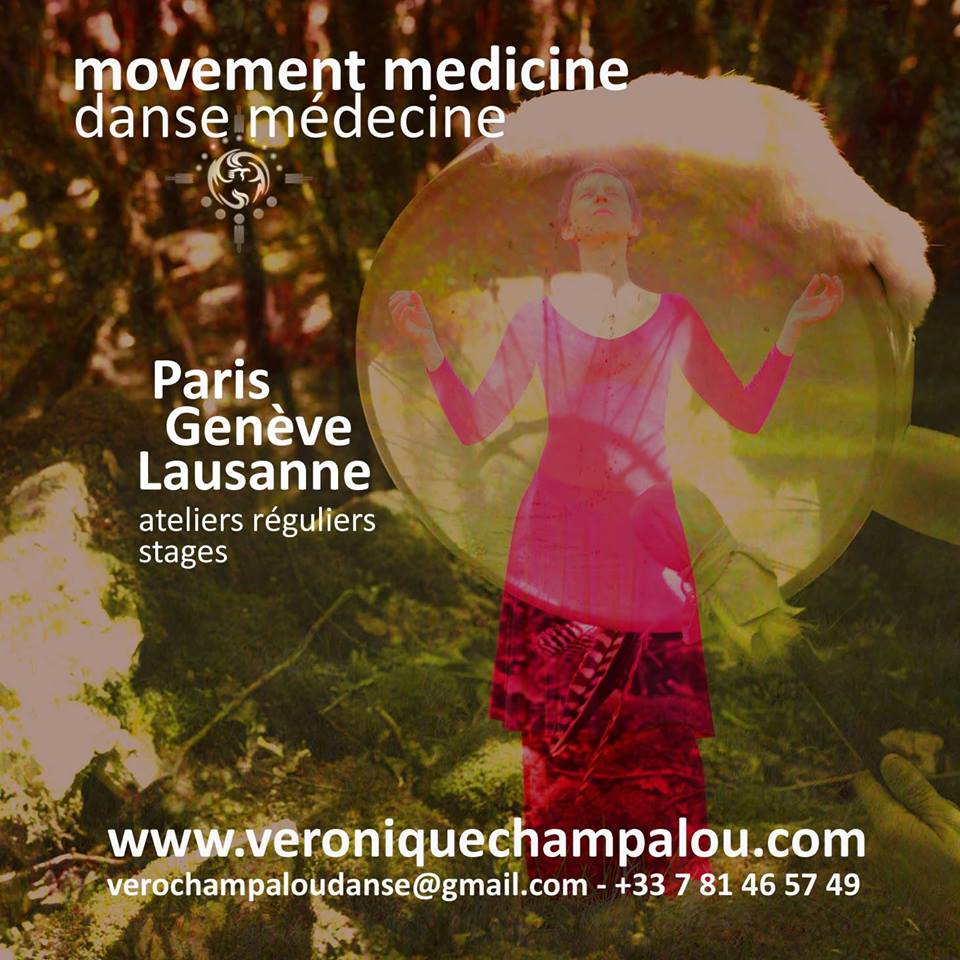 movement medicine
danse médecine
Paris
Genève
Lausanne
ateliers réguliers
stages
www.veroniquechampalou.com
verochampaloudanse@gmail.com - +33 7 81 46 57 49